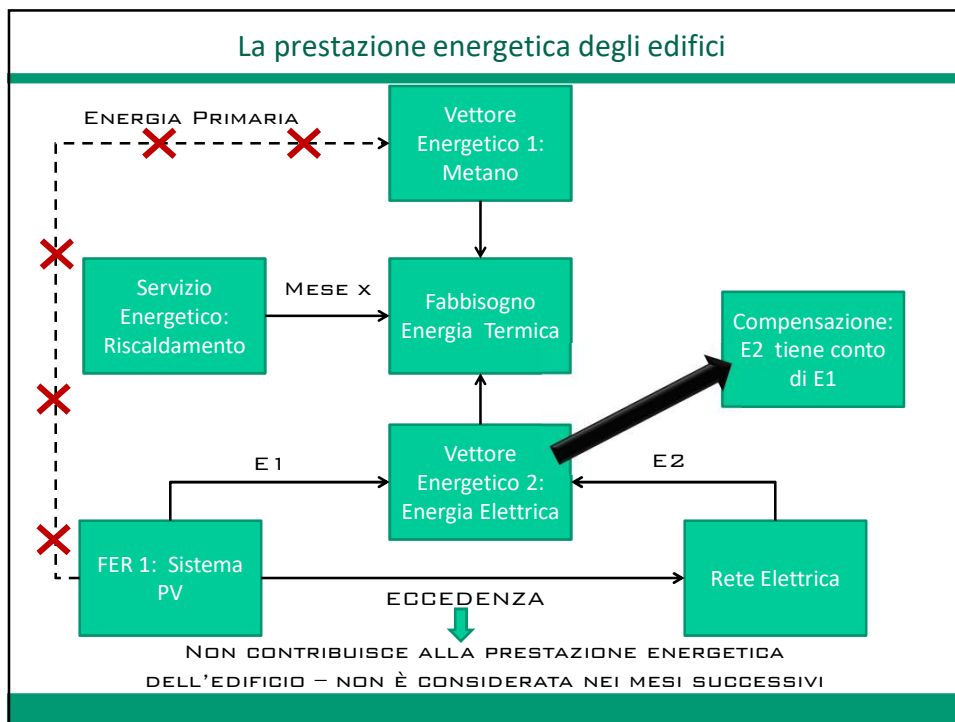 La prestazione energetica degli edifici
Energia Primaria
Vettore
Energetico 1:
Metano
Servizio
Energetico:
Riscaldamento
Mese x
Fabbisogno
Energia Termica
Compensazione:
E2 tiene conto
di E1
E1
Vettore
Energetico 2:
Energia Elettrica
E2
FER 1: Sistema
PV
Rete Elettrica
ECCEDENZA
Non contribuisce alla prestazione energetica
dell'edificio – non è considerata nei mesi successivi